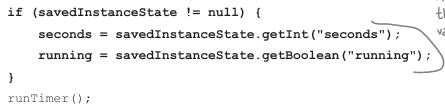 if (savedInstanceState != null) {
    seconds = savedInstanceState.getInt("seconds");
    running = savedInstanceState.getBoolean("running");
}
runTimer();